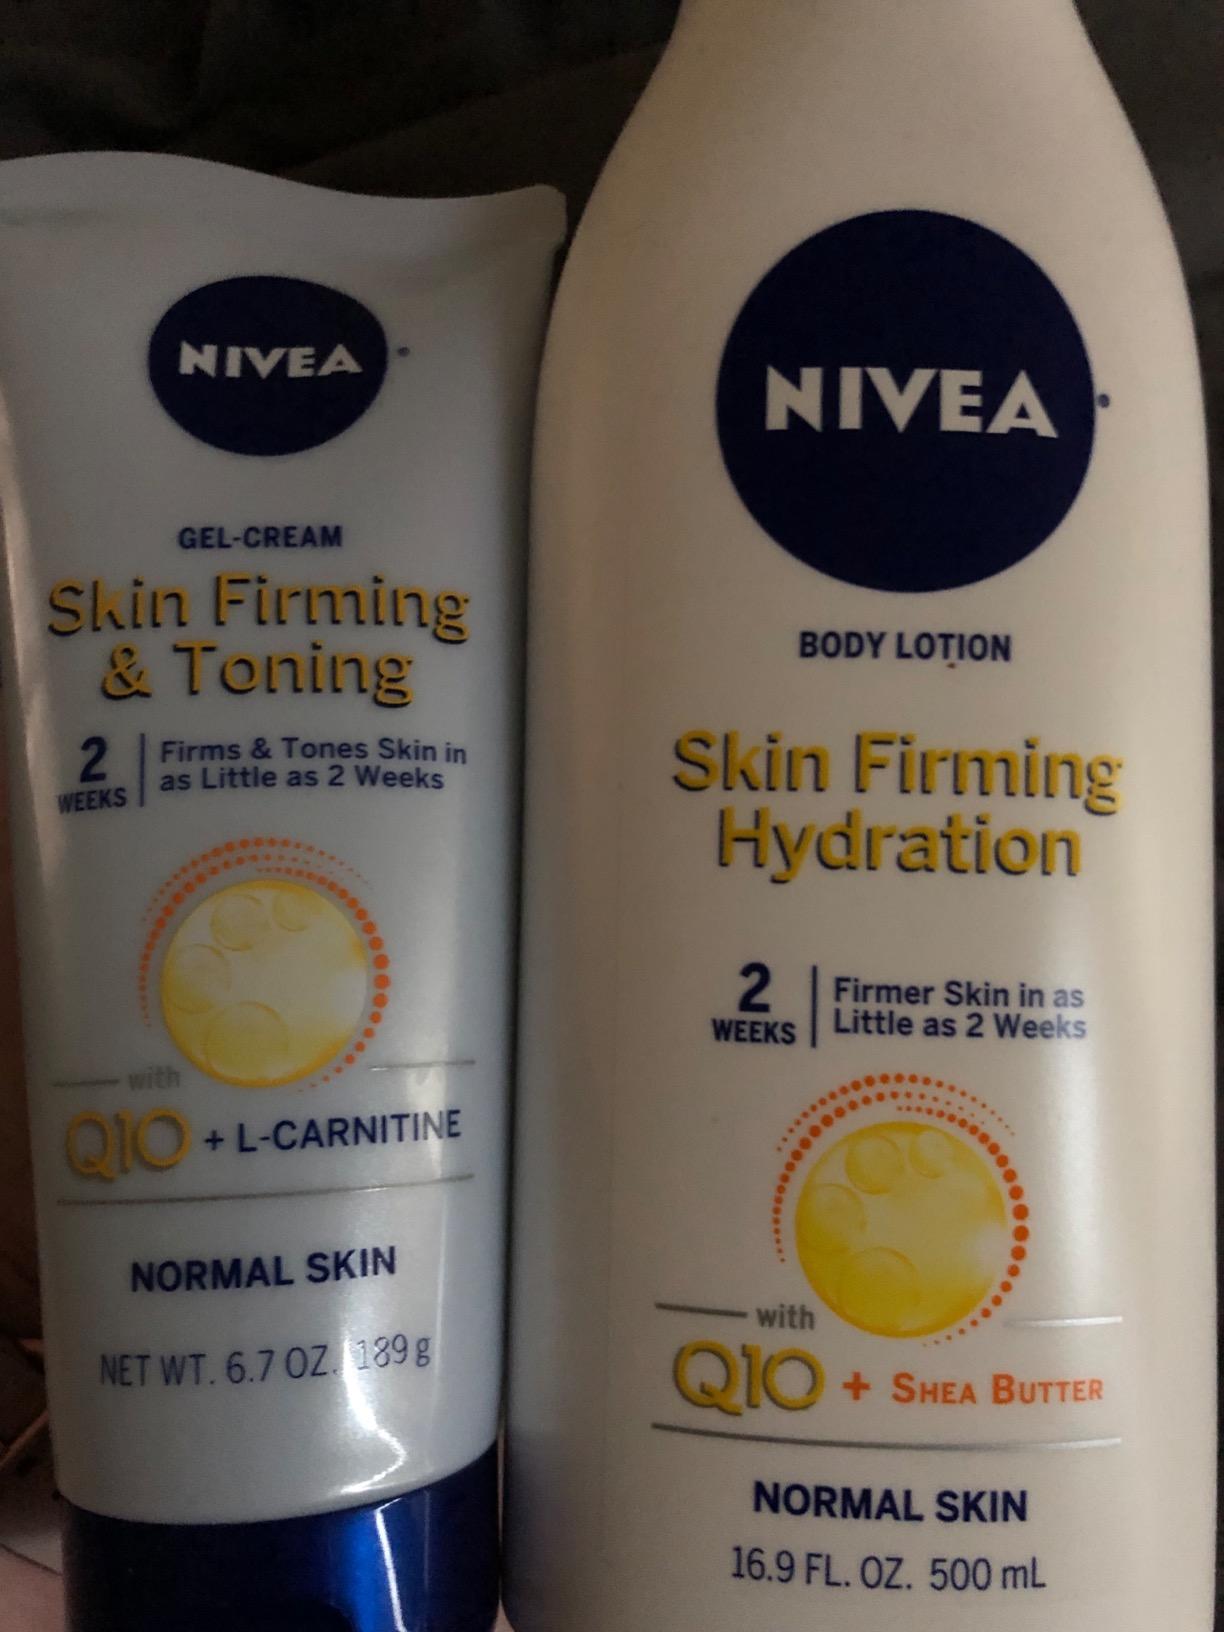 NIVEA
GEL-CREAM
Skin Firming
& Toning
2
WEEKS
Firms & Tones Skin in
as Little as 2 Weeks
with
Q10 + L-CARNITINE
NORMAL SKIN
NET WT. 6.7 OZ. 189 g
NIVEA
BODY LOTION
Skin Firming
Hydration
2
WEEKS
Firmer Skin in as
Little as 2 Weeks
with
Q10 + SHEA BUTTER
NORMAL SKIN
16.9 FL. OZ. 500 mL